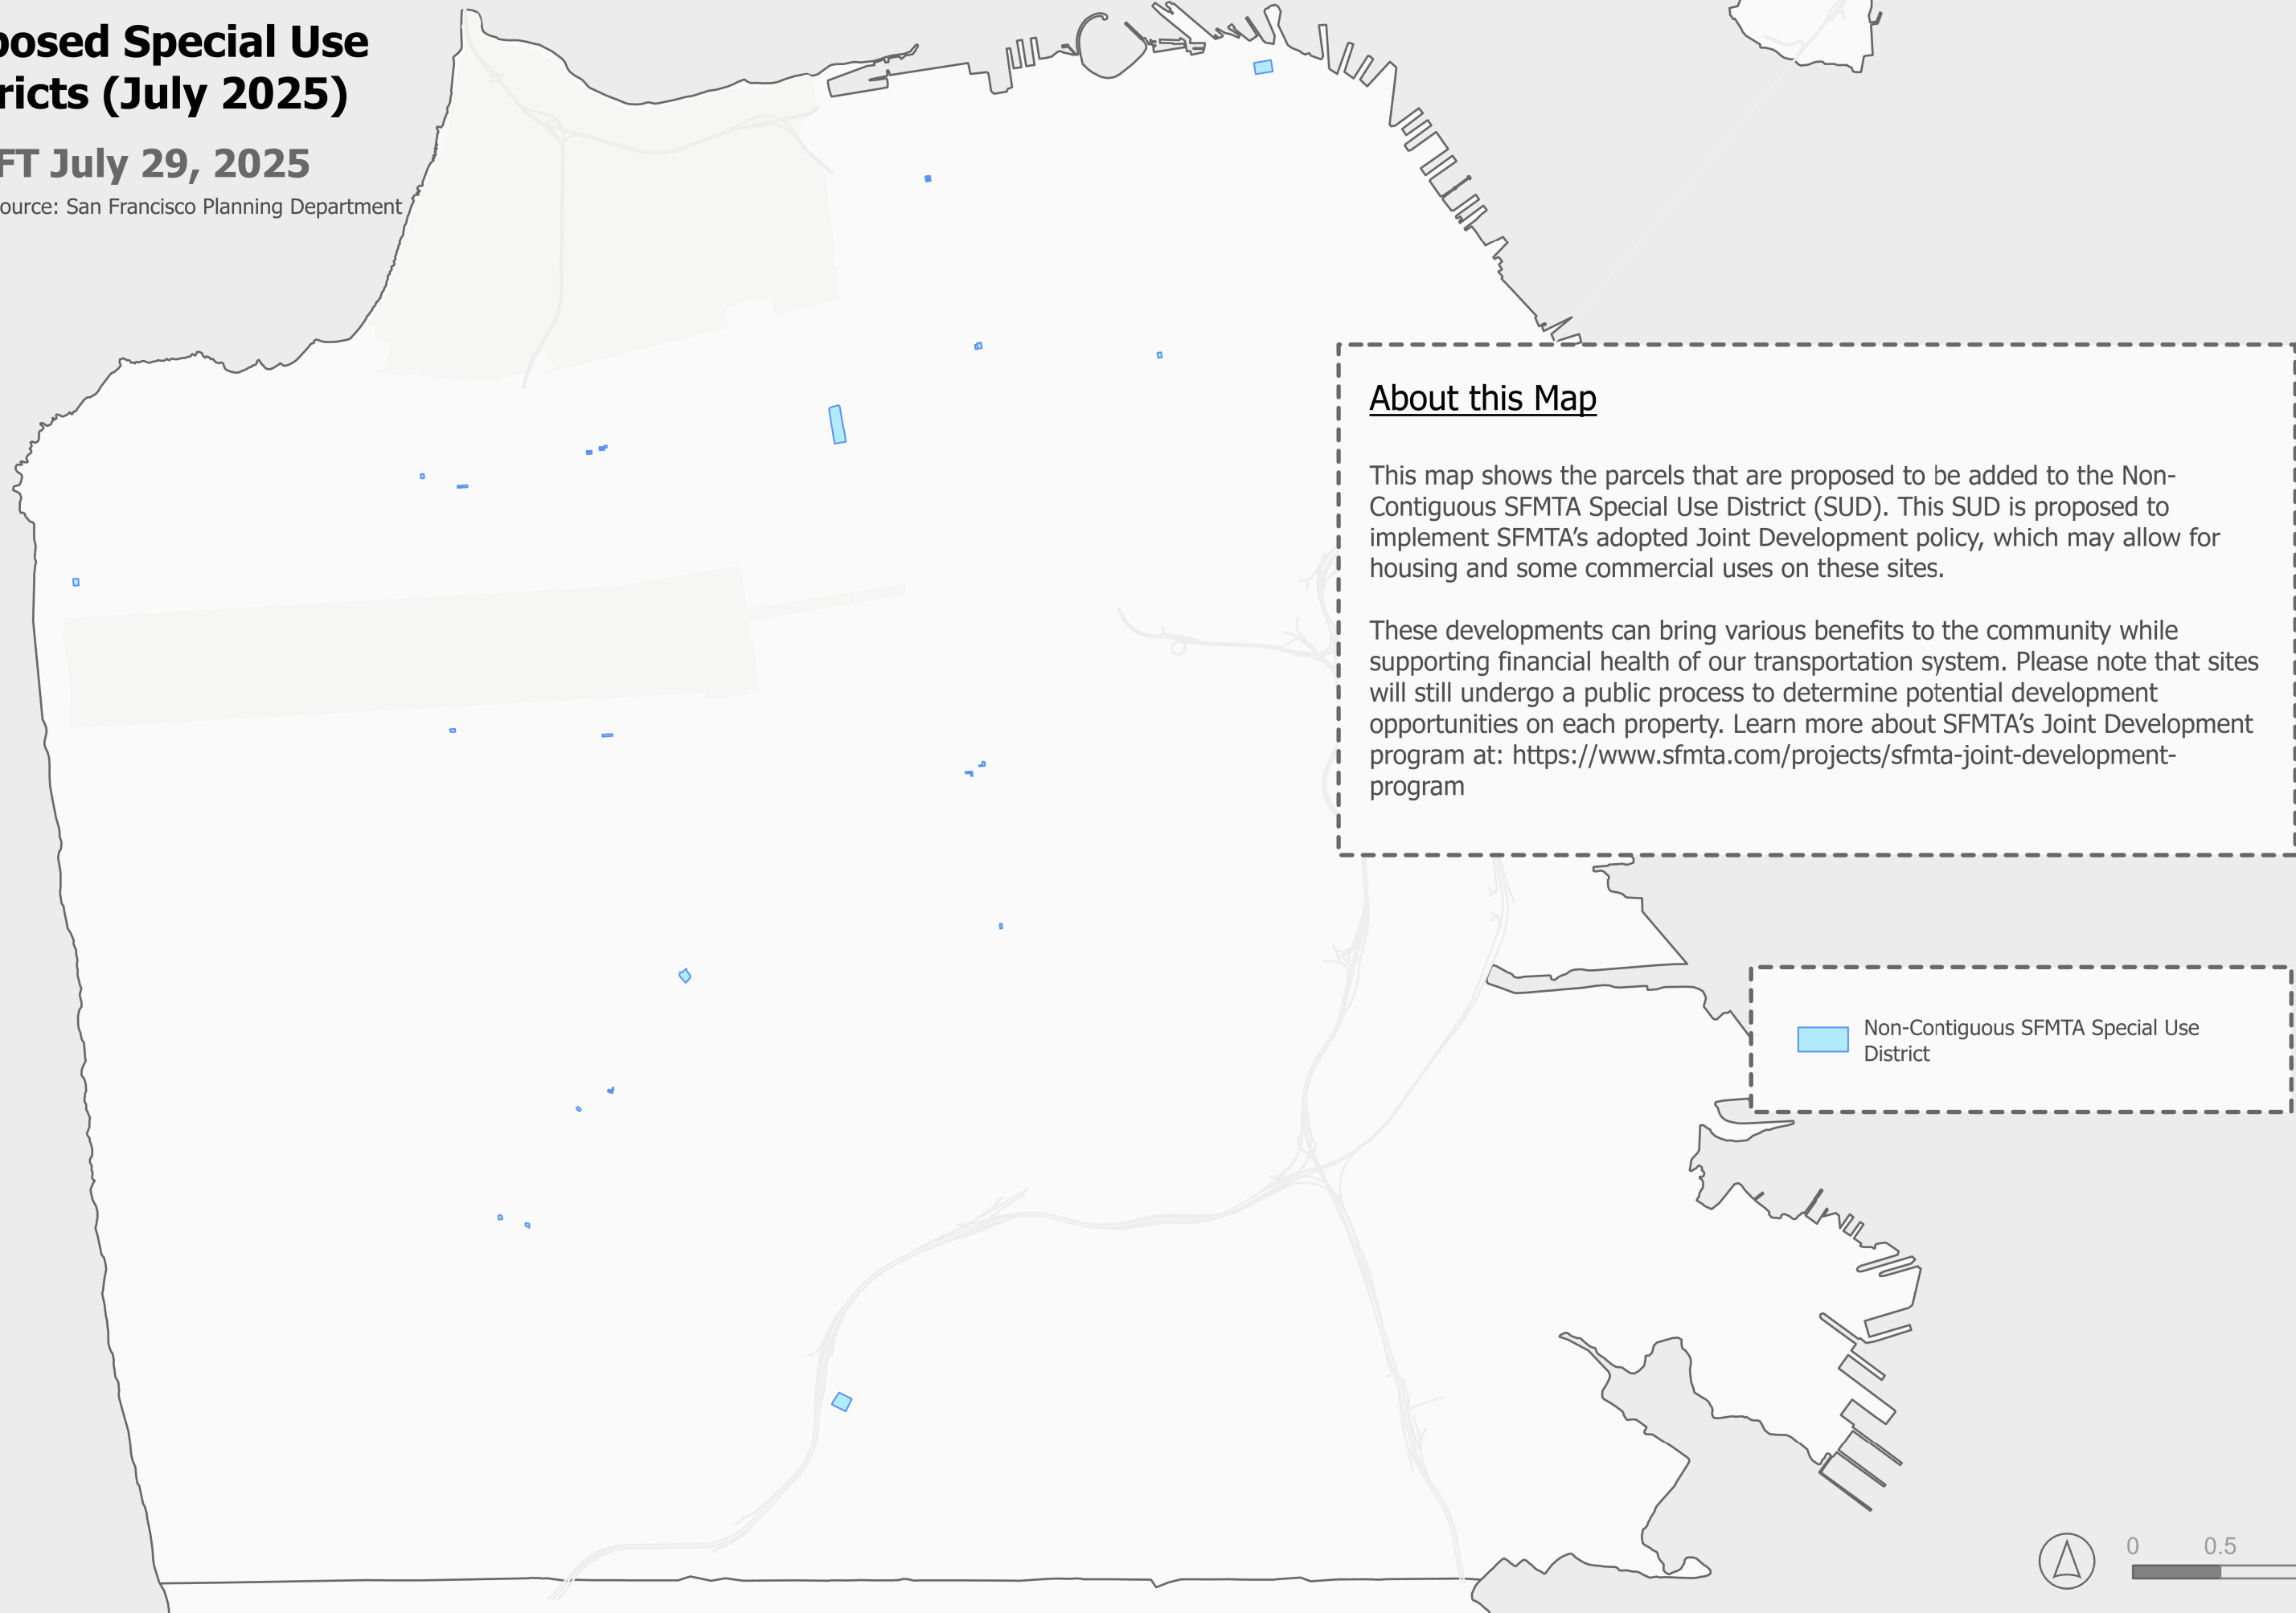 posed Special Use
ricts (July 2025)
FT July 29, 2025
ource: San Francisco Planning Department
About this Map
This map shows the parcels that are proposed to be added to the Non-
Contiguous SFMTA Special Use District (SUD). This SUD is proposed to
implement SFMTA’s adopted Joint Development policy, which may allow for
housing and some commercial uses on these sites.
These developments can bring various benefits to the community while
supporting financial health of our transportation system. Please note that sites
will still undergo a public process to determine potential development
opportunities on each property. Learn more about SFMTA’s Joint Development
program at: https://www.sfmta.com/projects/sfmta-joint-development-
program
Non-Contiguous SFMTA Special Use
District
0 0.5